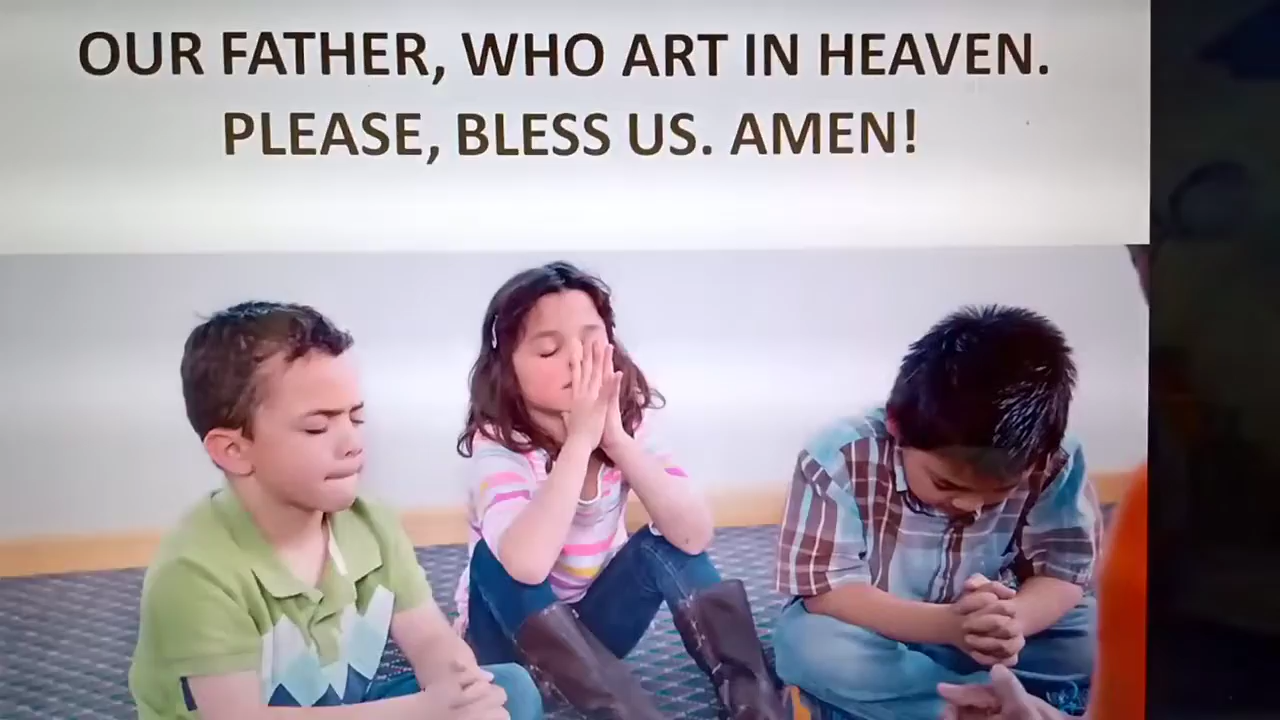 OUR FATHER, WHO ART IN HEAVEN.
PLEASE, BLESS US. AMEN!